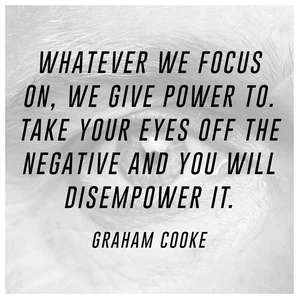 WHATEVER WE FOCUS
ON, WE GIVE POWER TO.
TAKE YOUR EYES OFF THE
NEGATIVE AND YOU WILL
DISEMPOWER IT.
GRAHAM COOKE